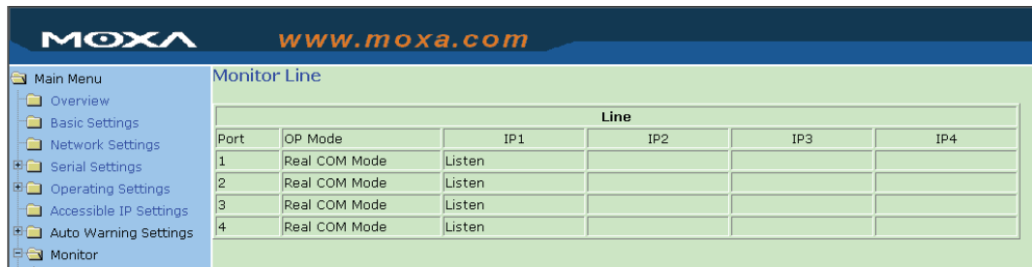 MOXA www.moxa.com
Main Menu
Overview
Basic Settings
Network Settings
Serial Settings
Operating Settings
Accessible IP Settings
Auto Warning Settings
Monitor
Monitor Line
Line
Port OP Mode IP1 IP2 IP3 IP4
1 Real COM Mode Listen
2 Real COM Mode Listen
3 Real COM Mode Listen
4 Real COM Mode Listen